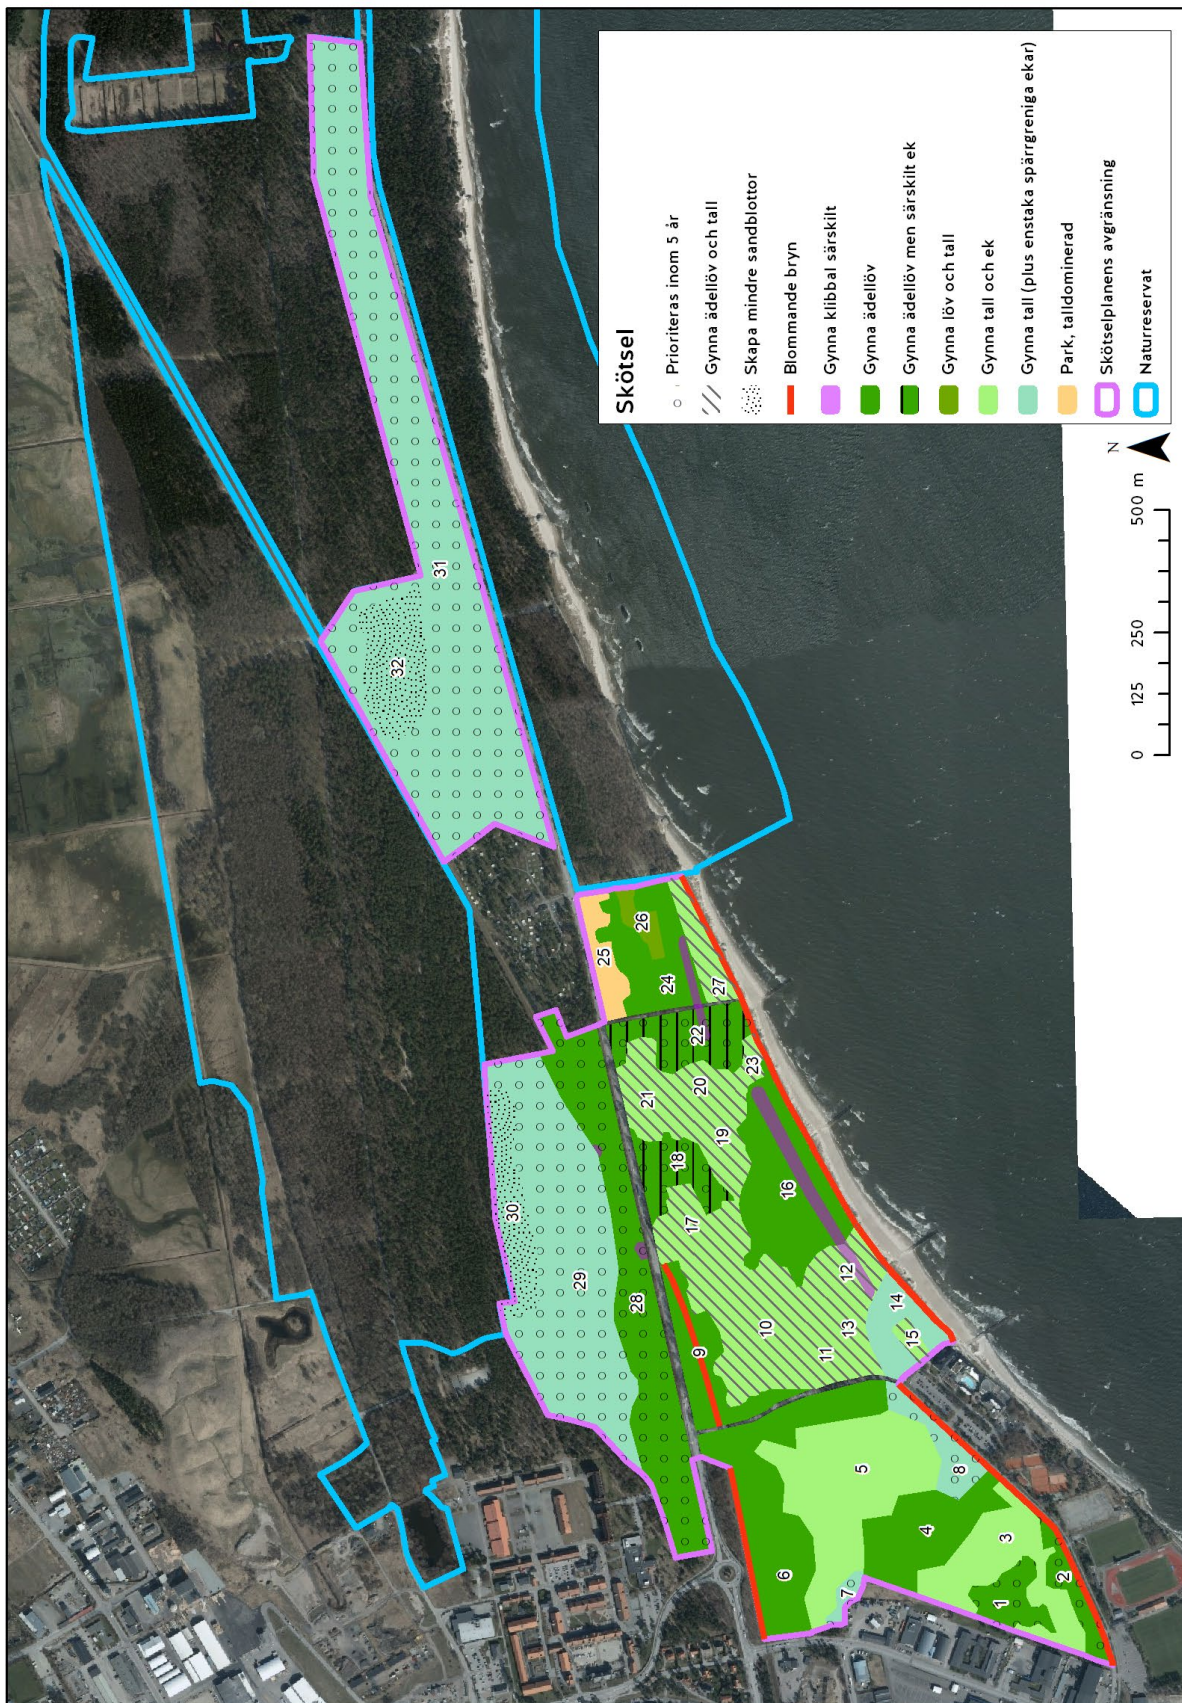 Skötsel
Prioriteras inom 5 år
Gynna ädellöv och tall
Skapa mindre sandblottor
Blommande bryn
Gynna klibbal särskilt
Gynna ädellöv
Gynna ädellöv men särskilt ek
Gynna löv och tall
Gynna tall och ek
Gynna tall (plus enstaka spärrgreniga ekar)
Park, talldominerad
Skötselplanens avgränsning
Naturreservat
N
0 125 250 500 m
1
2
3
4
5
6
7
8
9
10
11
12
13
14
15
16
17
18
19
20
21
22
23
24
25
26
27
28
29
30
31
32